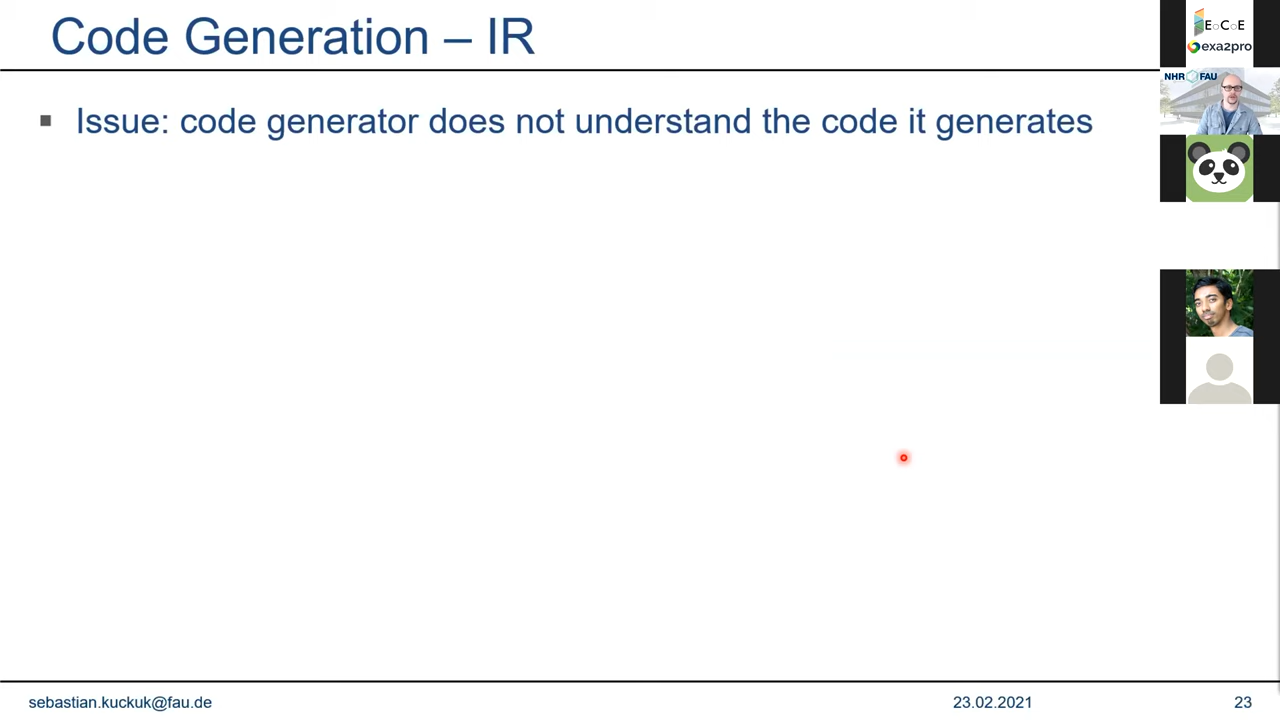 Code Generation – IR
Issue: code generator does not understand the code it generates
EoCoE
exa2pro
NHR FAU
sebastian.kuckuk@fau.de
23.02.2021
23